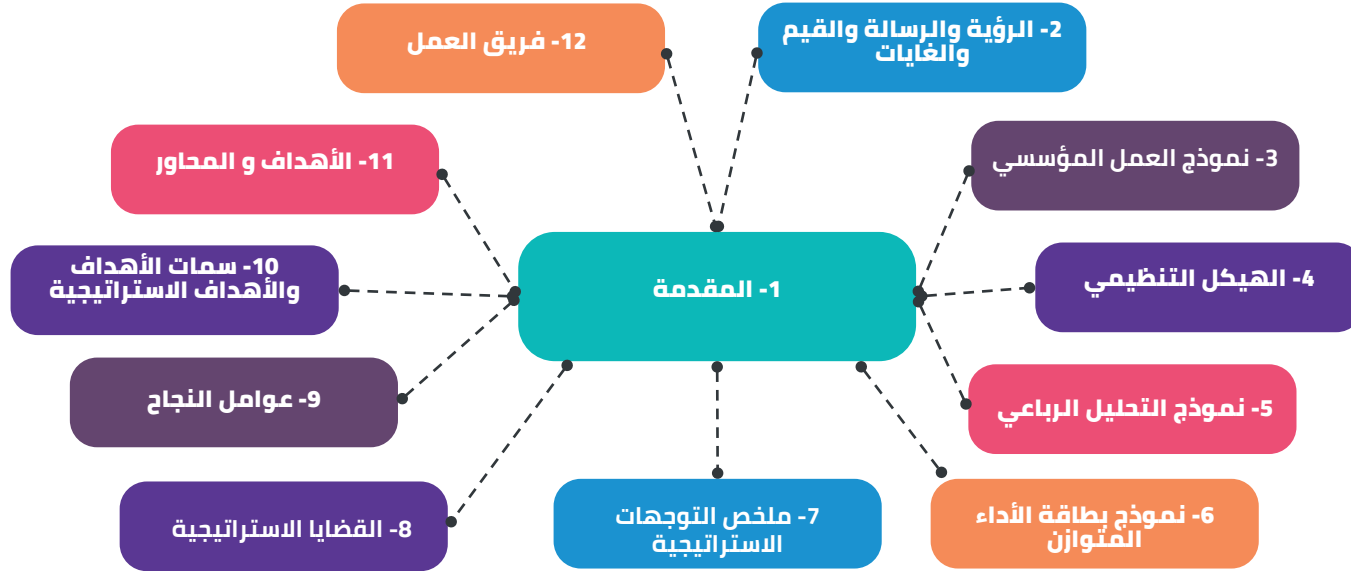 1- المقدمة
2- الرؤية والرسالة والقيم
والغايات
3- نموذج العمل المؤسسي
4- الهيكل التنظيمي
5- نموذج التحليل الرباعي
6- نموذج بطاقة الأداء
المتوازن
7- ملخص التوجهات
الاستراتيجية
8- القضايا الاستراتيجية
9- عوامل النجاح
10- سمات الأهداف
والأهداف الاستراتيجية
11- الأهداف و المحاور
12- فريق العمل